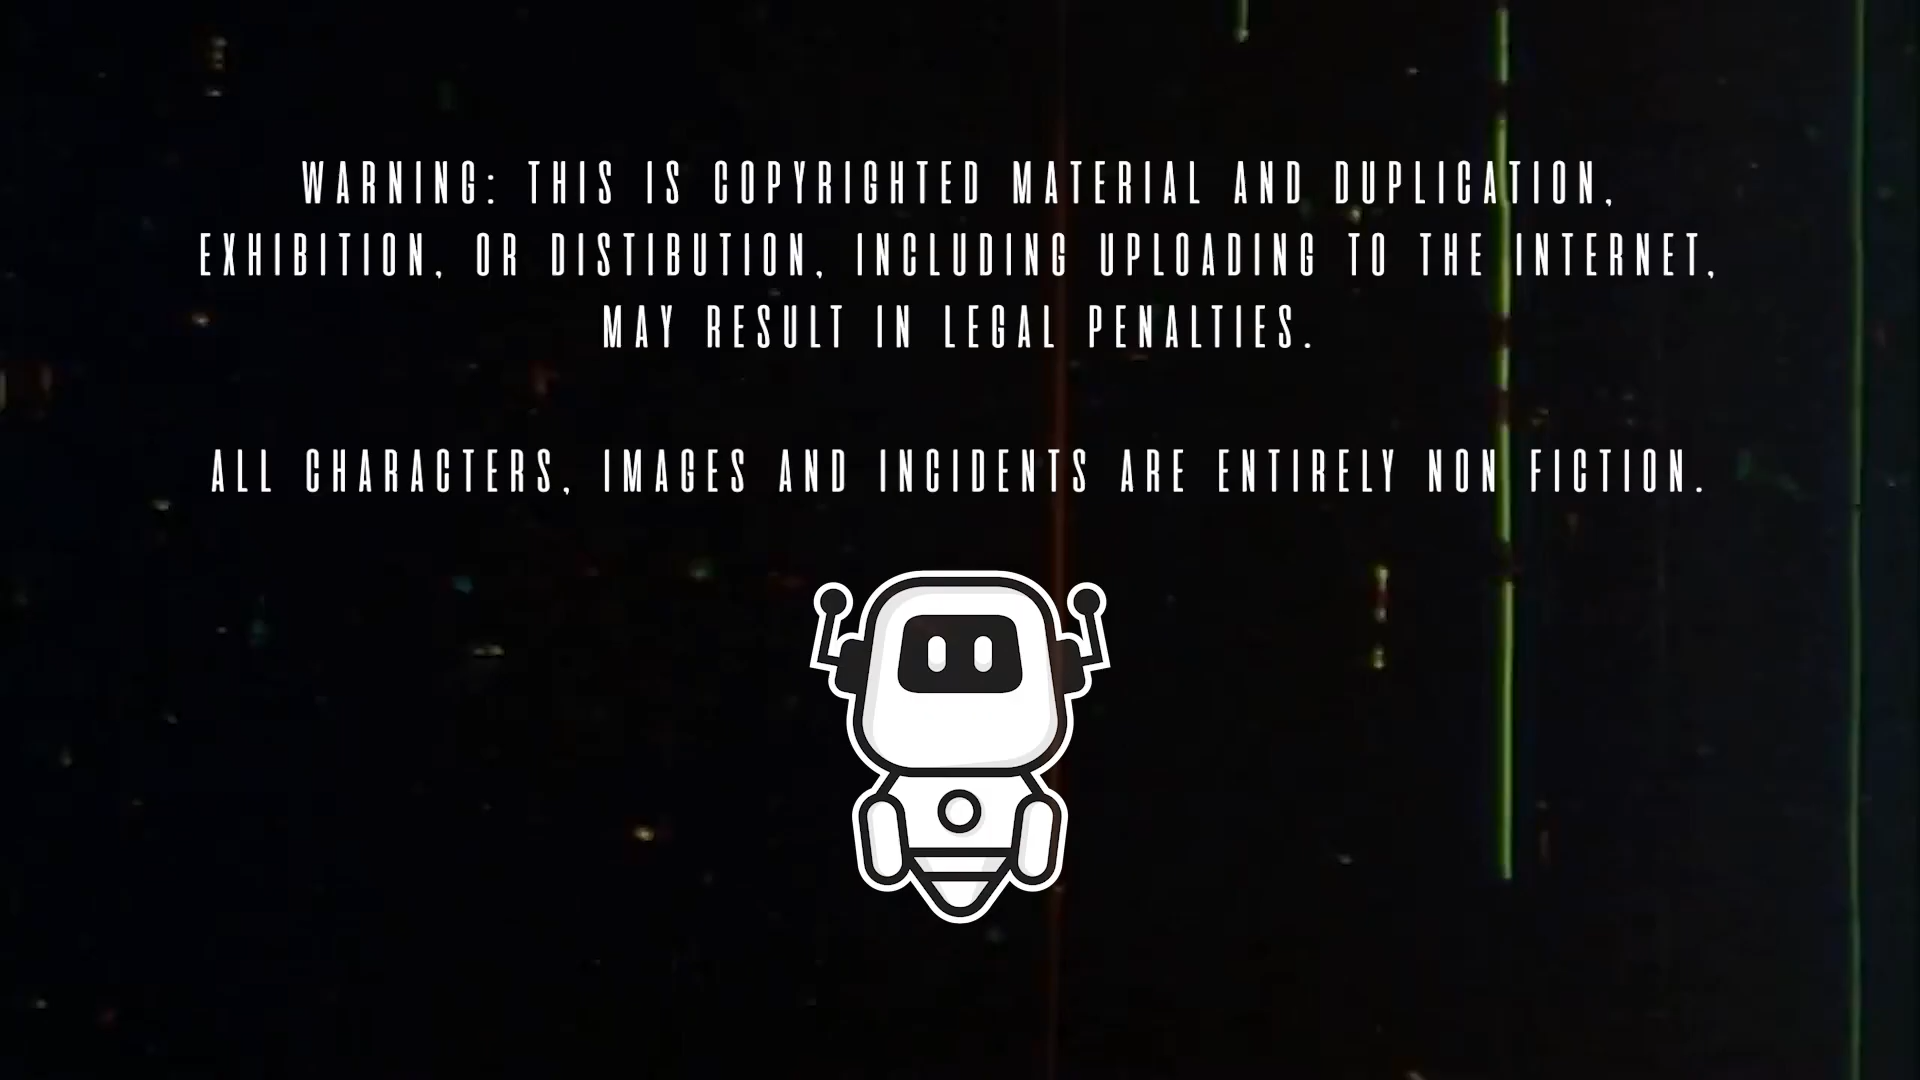 WARNING: THIS IS COPYRIGHTED MATERIAL AND DUPLICATION,
EXHIBITION, OR DISTIBUTION, INCLUDING UPLOADING TO THE INTERNET,
MAY RESULT IN LEGAL PENALTIES.
ALL CHARACTERS, IMAGES AND INCIDENTS ARE ENTIRELY NON FICTION.